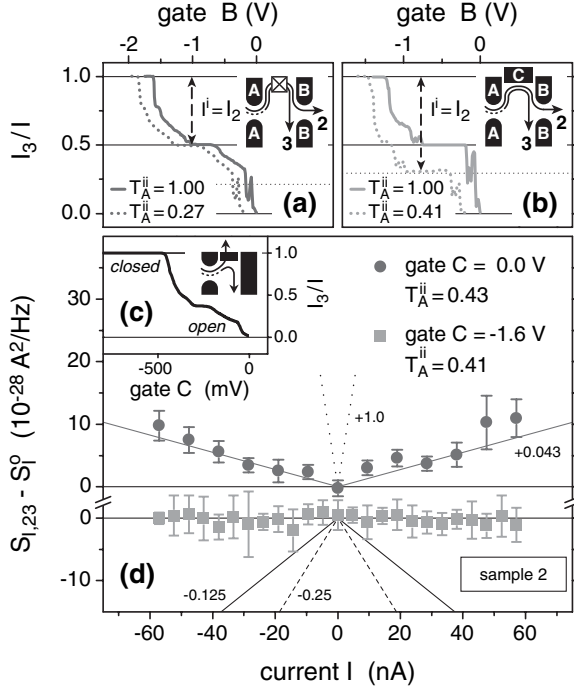 gate B (V)
gate B (V)
-2
-1
0
-1
0
1.0
0.5
0.0
I₃/I
Iⁱ=I₂
A
B
A
B
2
3
T_A^ii=1.00
T_A^ii=0.27
(a)
Iⁱ=I₂
A
C
B
A
B
2
3
T_A^ii=1.00
T_A^ii=0.41
(b)
(c)
closed
open
1.0
0.5
0.0
I₃/I
-500
0
gate C (mV)
gate C = 0.0 V
T_A^ii=0.43
gate C = -1.6 V
T_A^ii=0.41
30
20
10
0
0
-10
S_I,23 - S_I^o (10⁻²⁸ A²/Hz)
+1.0
+0.043
-0.125
-0.25
(d)
sample 2
-60
-40
-20
0
20
40
60
current I (nA)